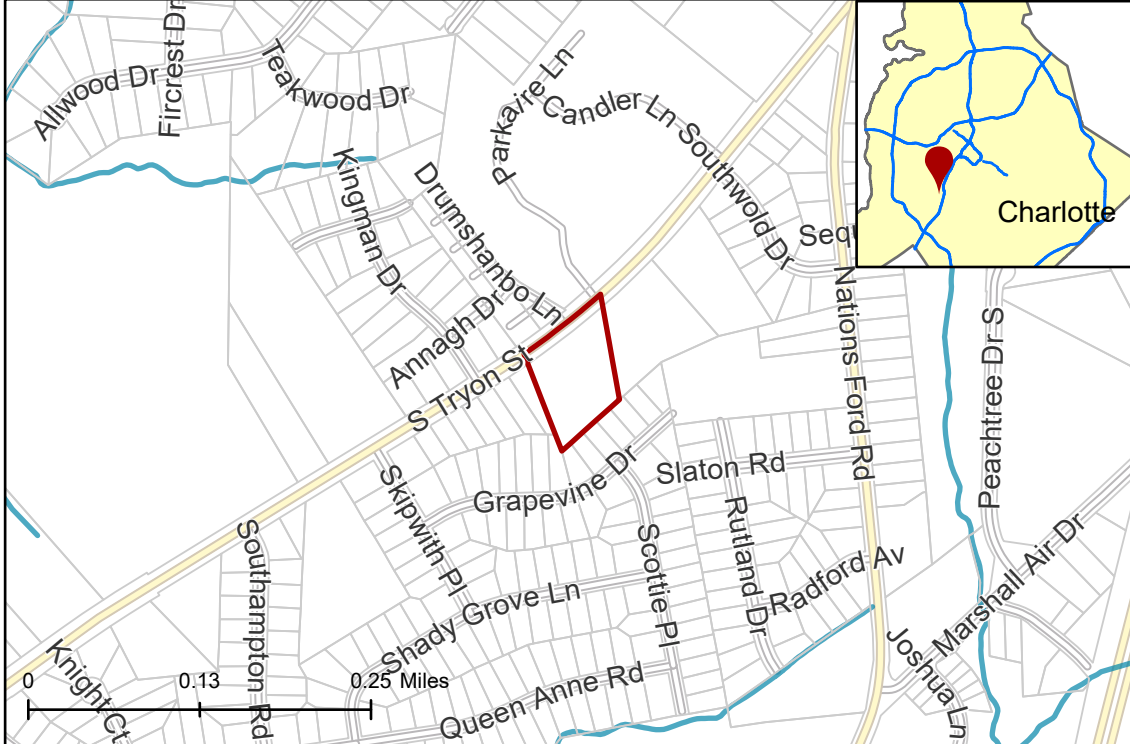 Allwood Dr
Fircrest Dr
Teakwood Dr
Parkaire Ln
Candler Ln
Southwold Dr
Charlotte
Kingman Dr
Drumshanbo Ln
Annagh Dr
S Tryon St
Nations Ford Rd
Peachtree Dr S
Grapevine Dr
Slaton Rd
Skipwith Pl
Southampton Rd
Scottie Pl
Rutland Dr
Radford Av
Marshall Air Dr
Shady Grove Ln
Joshua Ln
Knight Ct
Queen Anne Rd
0 0.13 0.25 Miles